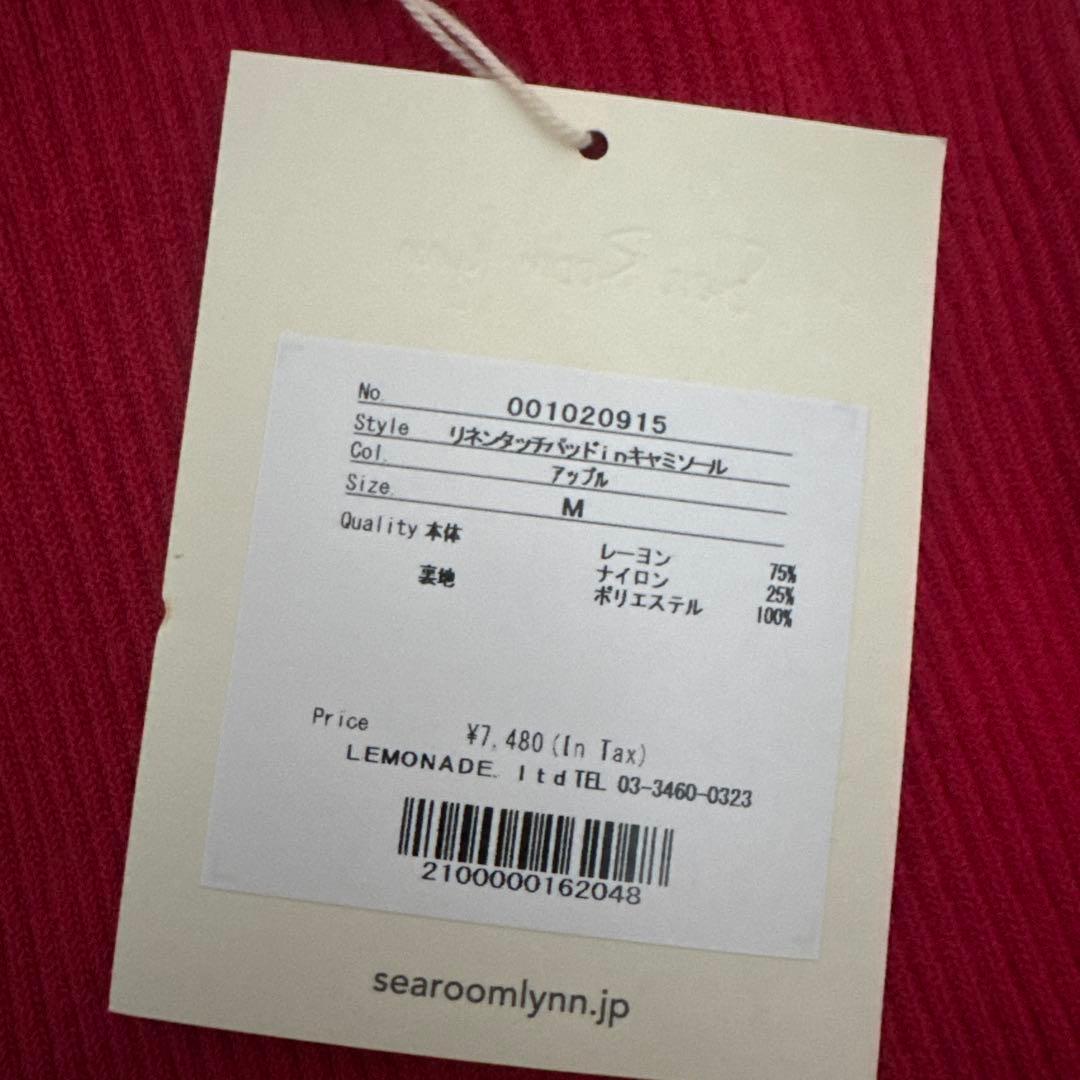 No. 001020915
Style リネンタッチパッドinキャミソール
Col. アップル
Size. M
Quality 本体 レーヨン 75%
ナイロン 25%
裏地 ポリエステル 100%
Price ¥7,480(In Tax)
LEMONADE. ltd TEL 03-3460-0323
2100000162048
searoomlynn.jp